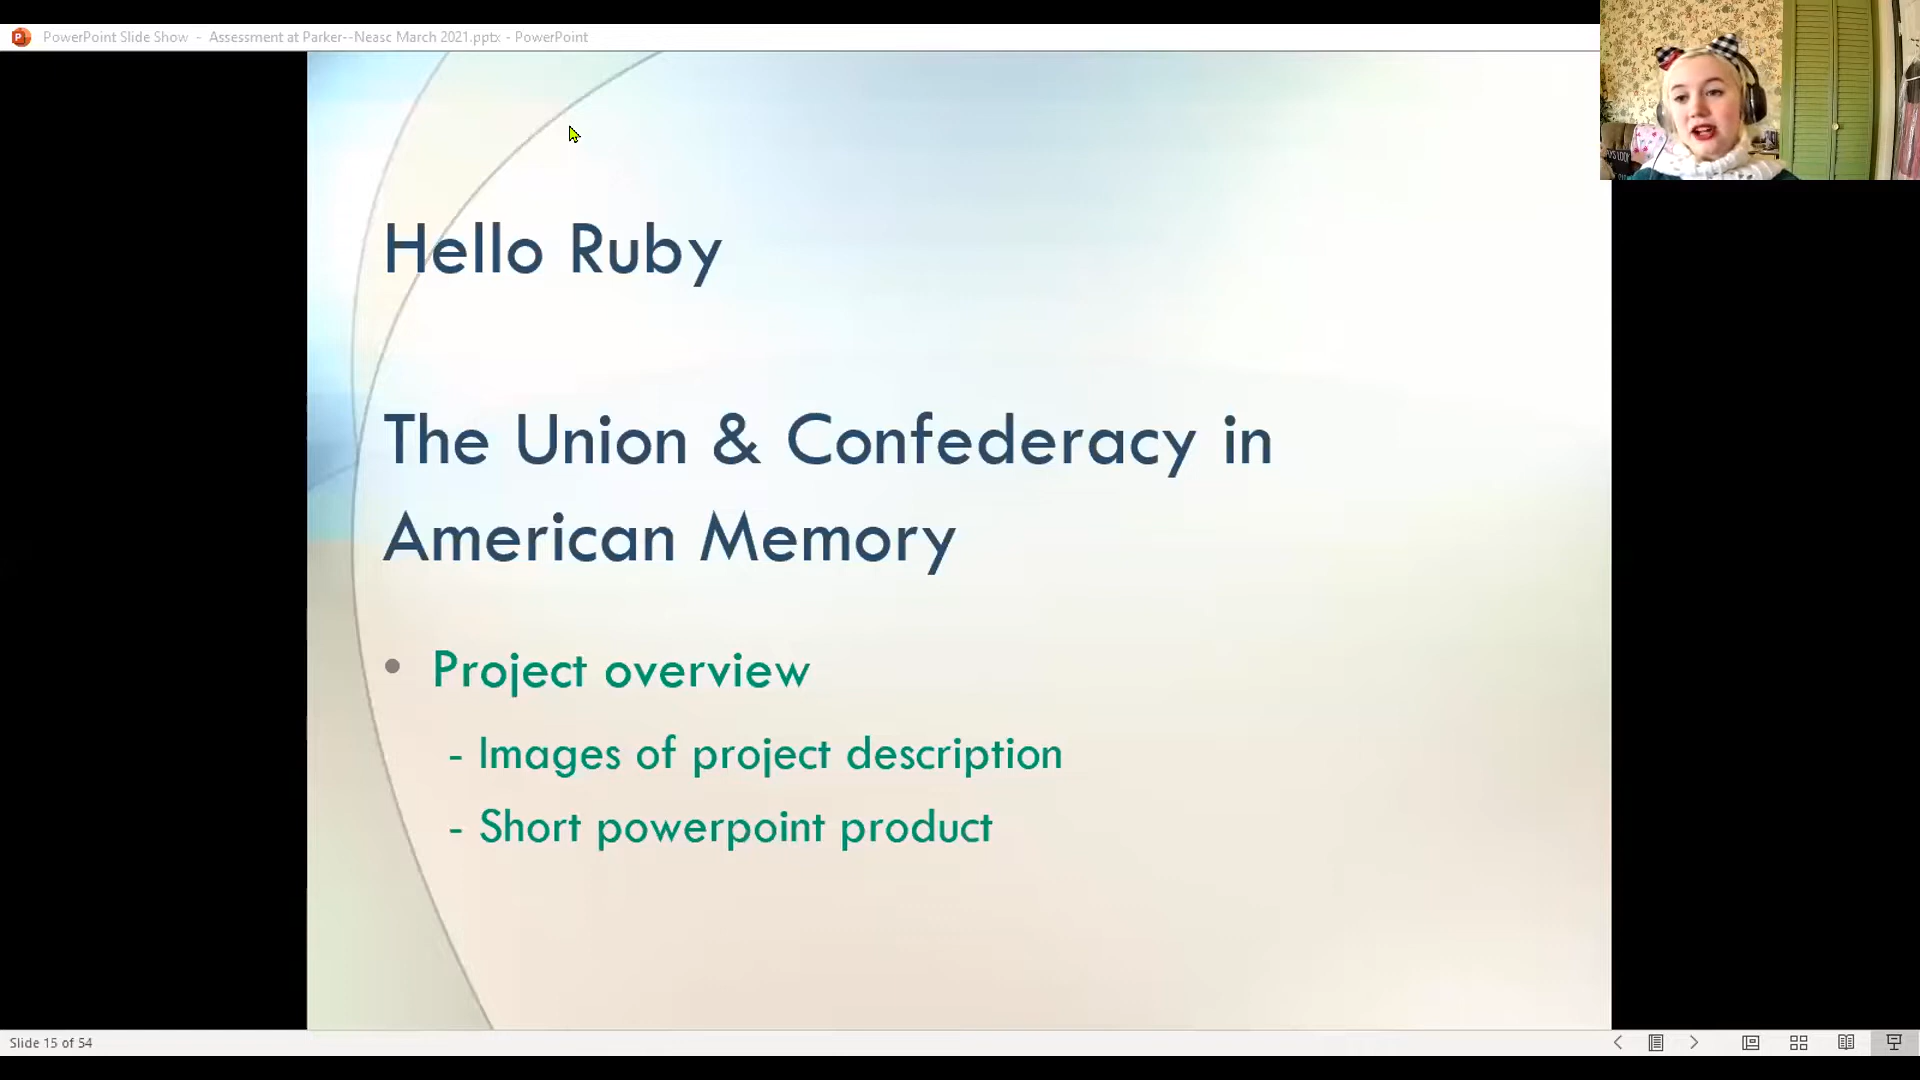 PowerPoint Slide Show - Assessment at Parker--Neasc March 2021.pptx - PowerPoint
Hello Ruby
The Union & Confederacy in
American Memory
• Project overview
- Images of project description
- Short powerpoint product
Slide 15 of 54